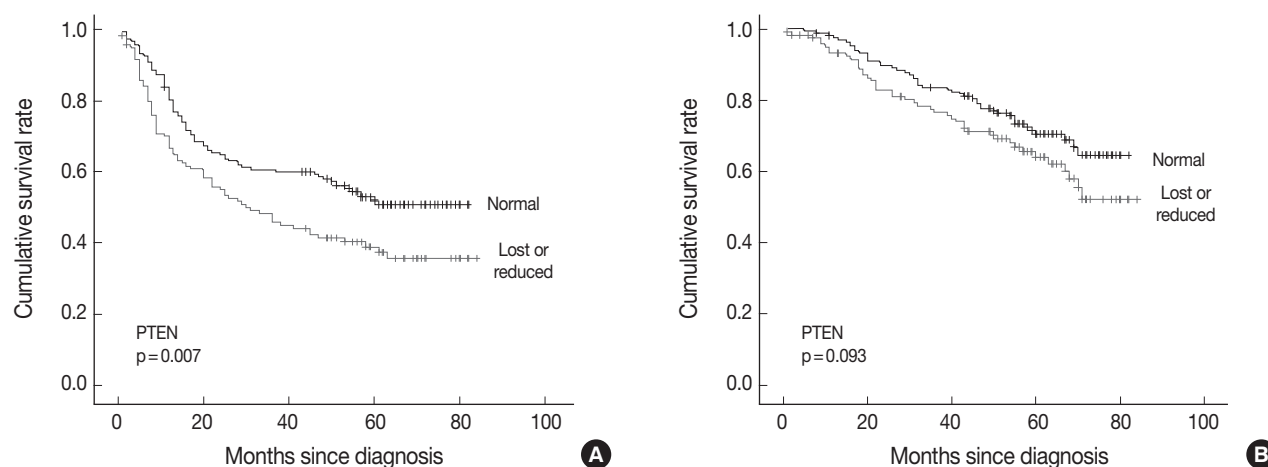 1.0
0.8
0.6
0.4
0.2
0.0
Cumulative survival rate
Normal
Lost or
reduced
PTEN
p=0.007
0 20 40 60 80 100
Months since diagnosis
A
1.0
0.8
0.6
0.4
0.2
0.0
Cumulative survival rate
Normal
Lost or
reduced
PTEN
p=0.093
0 20 40 60 80 100
Months since diagnosis
B